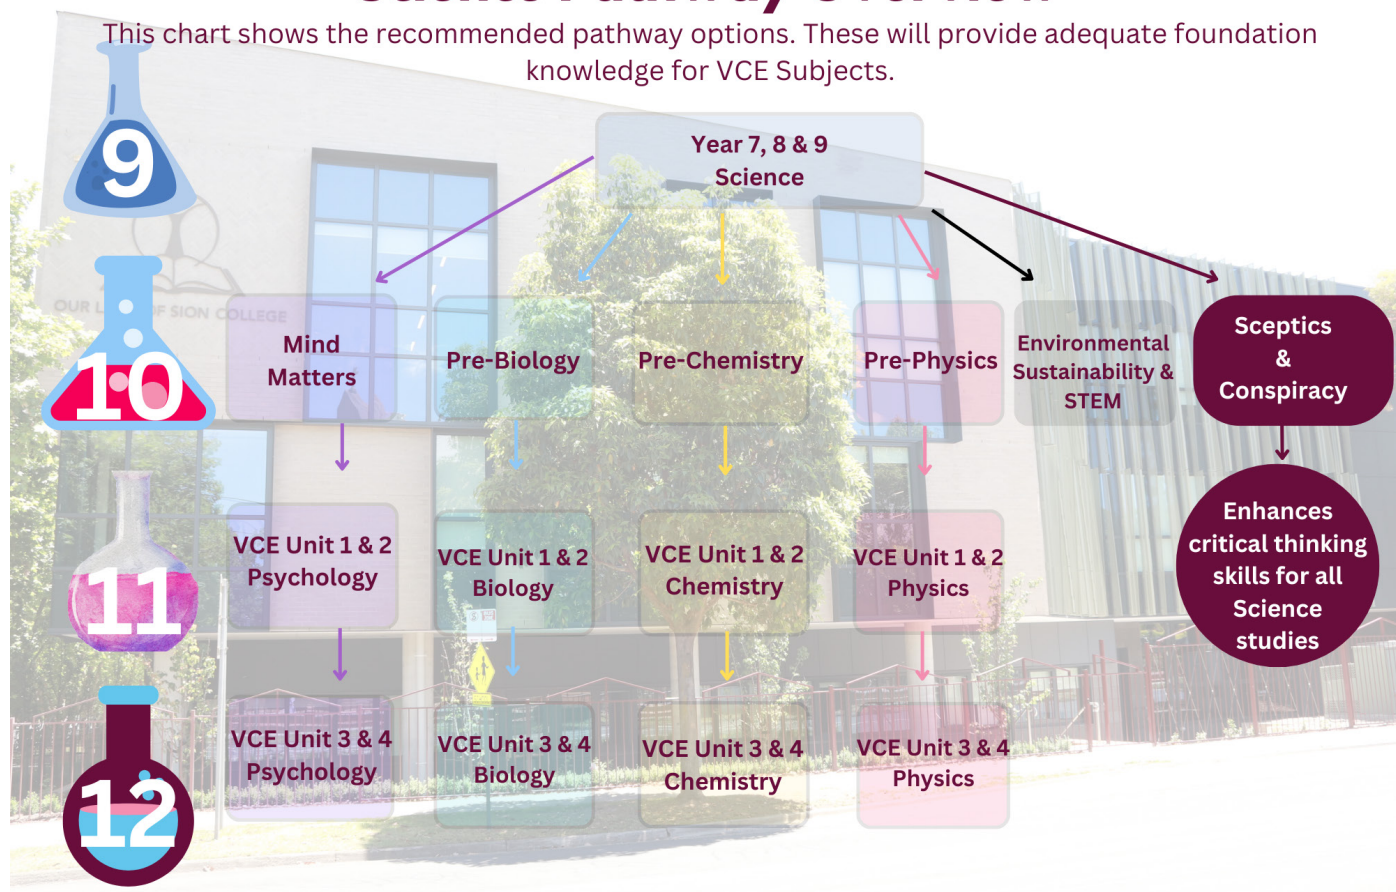 This chart shows the recommended pathway options. These will provide adequate foundation
knowledge for VCE Subjects.
9
Year 7, 8 & 9
Science
OUR L
OF SION COLLEGE
10
Mind
Matters
Pre-Biology
Pre-Chemistry
Pre-Physics
Environmental
Sustainability &
STEM
Sceptics
&
Conspiracy
11
VCE Unit 1 & 2
Psychology
VCE Unit 1 & 2
Biology
VCE Unit 1 & 2
Chemistry
VCE Unit 1 & 2
Physics
Enhances
critical thinking
skills for all
Science
studies
12
VCE Unit 3 & 4
Psychology
VCE Unit 3 & 4
Biology
VCE Unit 3 & 4
Chemistry
VCE Unit 3 & 4
Physics